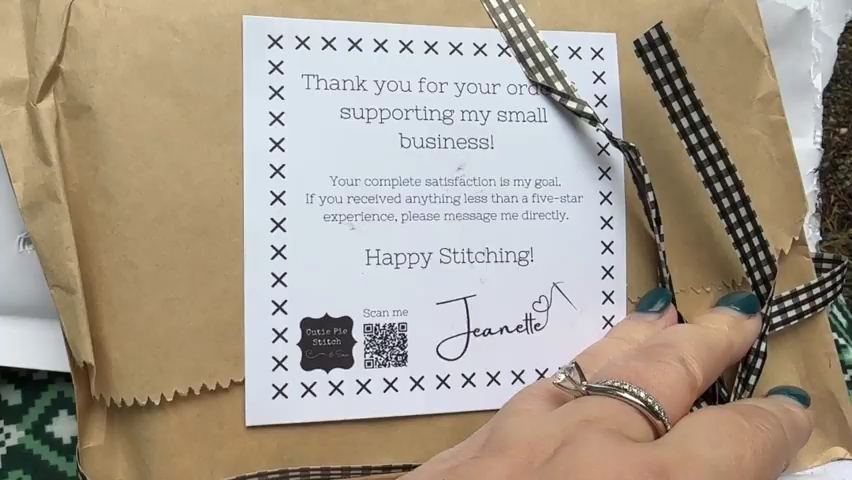 Thank you for your
supporting my small
business!
Your complete satisfaction is my goal.
If you received anything less than a five-star
experience, please message me directly.
Happy Stitching!
Scan me
Cutie Pie
Stitch
Jeanette